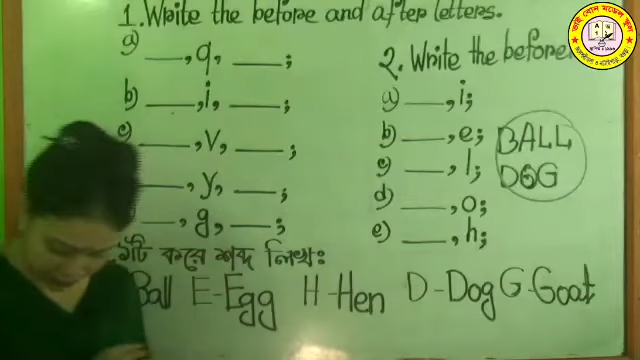 1. Write the before and after letters.
a) ___, q, ___;
b) ___, i, ___;
c) ___, v, ___;
___, y, ___;
___, g, ___;
2. Write the before
a) ___, i;
b) ___, e;
c) ___, l;
d) ___, o;
e) ___, h;
BALL
DOG
১টি করে শব্দ লিখঃ
Ball E-Egg H-Hen D-Dog G-Goat